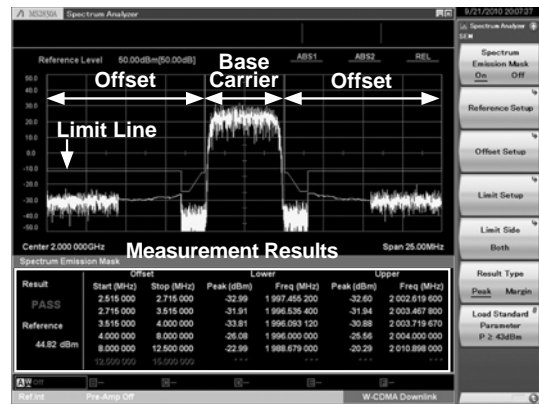 MS2830A Spectrum Analyzer
9/21/2010 20:07:37
Spectrum Analyzer
SEM
Reference Level 50.00dBm[50.00dB]
ABS1 ABS2 REL
Base
Carrier
Offset
Offset
Limit Line
50.0
40.0
30.0
20.0
10.0
0.0
-10.0
-20.0
-30.0
-40.0
-50.0
Center 2.000 000GHz
Measurement Results
Span 25.00MHz
Spectrum Emission Mask
Offset Lower Upper
Result Start (MHz) Stop (MHz) Peak (dBm) Freq (MHz) Peak (dBm) Freq (MHz)
PASS
Reference
44.82 dBm
2.515 000 2.715 000 -32.99 1 997.455 200 -32.60 2 002.619 600
2.715 000 3.515 000 -31.91 1 996.535 400 -31.94 2 003.467 800
3.515 000 4.000 000 -33.81 1 996.093 120 -30.88 2 003.719 670
4.000 000 8.000 000 -26.08 1 996.000 000 -25.56 2 004.000 000
8.000 000 12.500 000 -22.99 1 988.679 000 -20.29 2 010.898 000
12.500 000 15.000 000 *** *** *** ***
Ref.Int Pre-Amp Off W-CDMA Downlink
Spectrum
Emission Mask
On Off
Reference Setup
Offset Setup
Limit Setup
Limit Side
Both
Result Type
Peak Margin
Load Standard
Parameter
P ≥ 43dBm